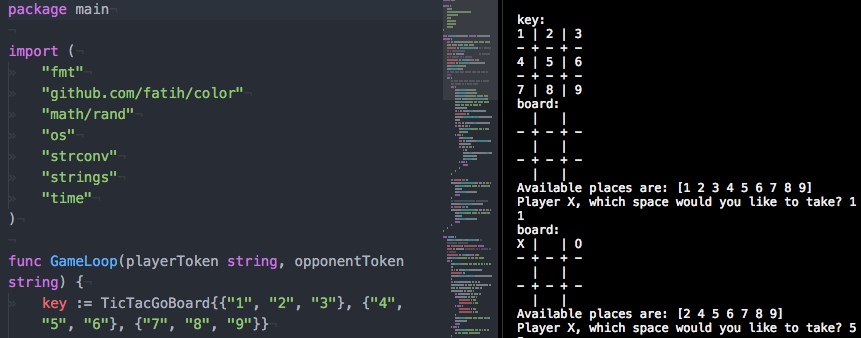 package main
import (
"fmt"
"github.com/fatih/color"
"math/rand"
"os"
"strconv"
"strings"
"time"
)
func GameLoop(playerToken string, opponentToken
string) {
key := TicTacGoBoard{{"1", "2", "3"}, {"4",
"5", "6"}, {"7", "8", "9"}}
key:
1 | 2 | 3
- + - + -
4 | 5 | 6
- + - + -
7 | 8 | 9
board:
  |   |
- + - + -
  |   |
- + - + -
  |   |
Available places are: [1 2 3 4 5 6 7 8 9]
Player X, which space would you like to take? 1
1
board:
X |   | O
- + - + -
  |   |
- + - + -
  |   |
Available places are: [2 4 5 6 7 8 9]
Player X, which space would you like to take? 5